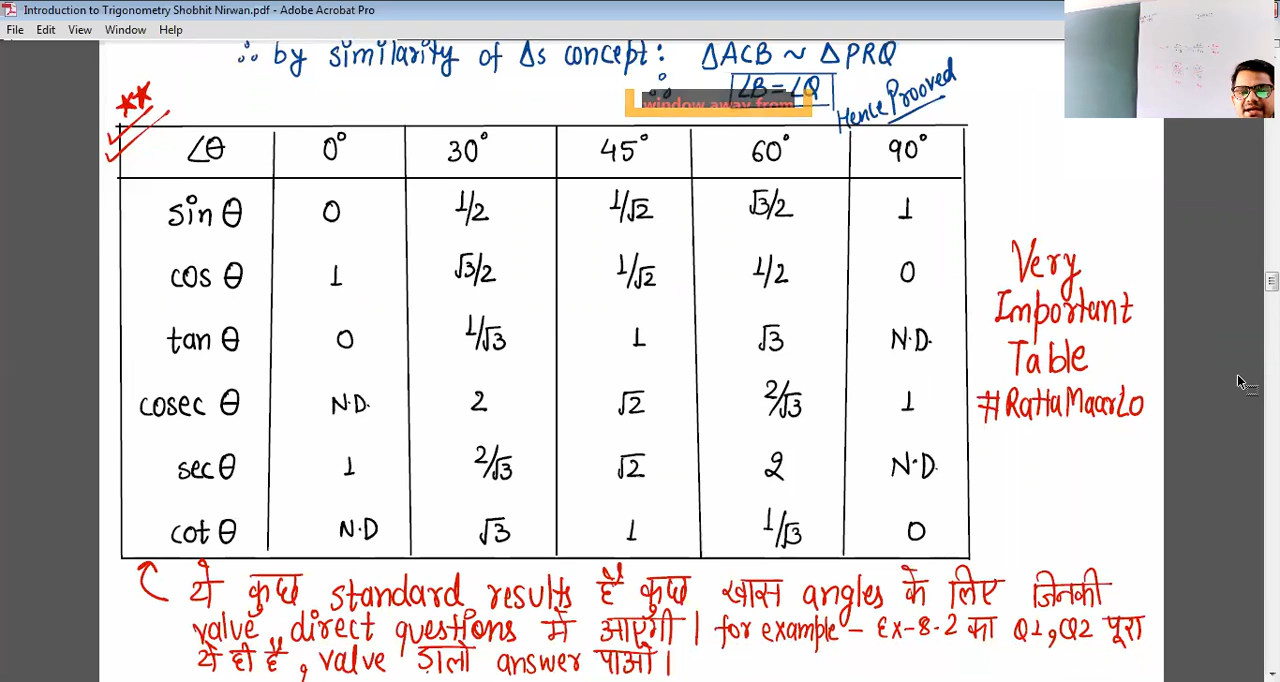 Introduction to Trigonometry Shobhit Nirwan.pdf - Adobe Acrobat Pro
File Edit View Window Help
∴ by similarity of Δs concept: ΔACB ~ ΔPRQ
∴ ∠B = ∠Q
window away from
Hence Prooved
∠θ 0° 30° 45° 60° 90°
sin θ 0 1/2 1/√2 √3/2 1
cos θ 1 √3/2 1/√2 1/2 0
tan θ 0 1/√3 1 √3 N.D.
cosec θ N.D. 2 √2 2/√3 1
sec θ 1 2/√3 √2 2 N.D.
cot θ N.D √3 1 1/√3 0
Very
Important
Table
#RattaMaarLo
ये कुछ standard results हैं कुछ खास angles के लिए जिनकी
value direct questions में आएगी। for example - Ex-8.2 का Q1, Q2 पूरा
ये ही है, value डालो answer पाओ।